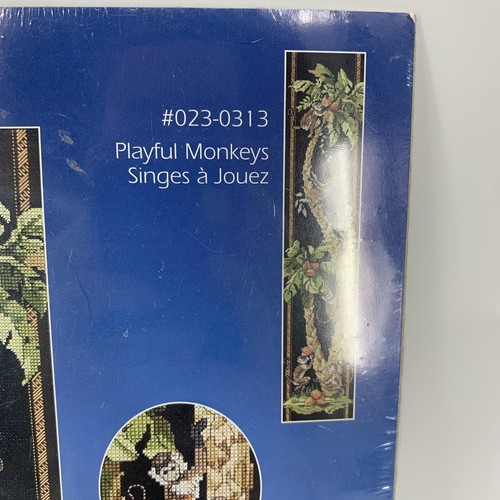 #023-0313
Playful Monkeys
Singes à Jouez